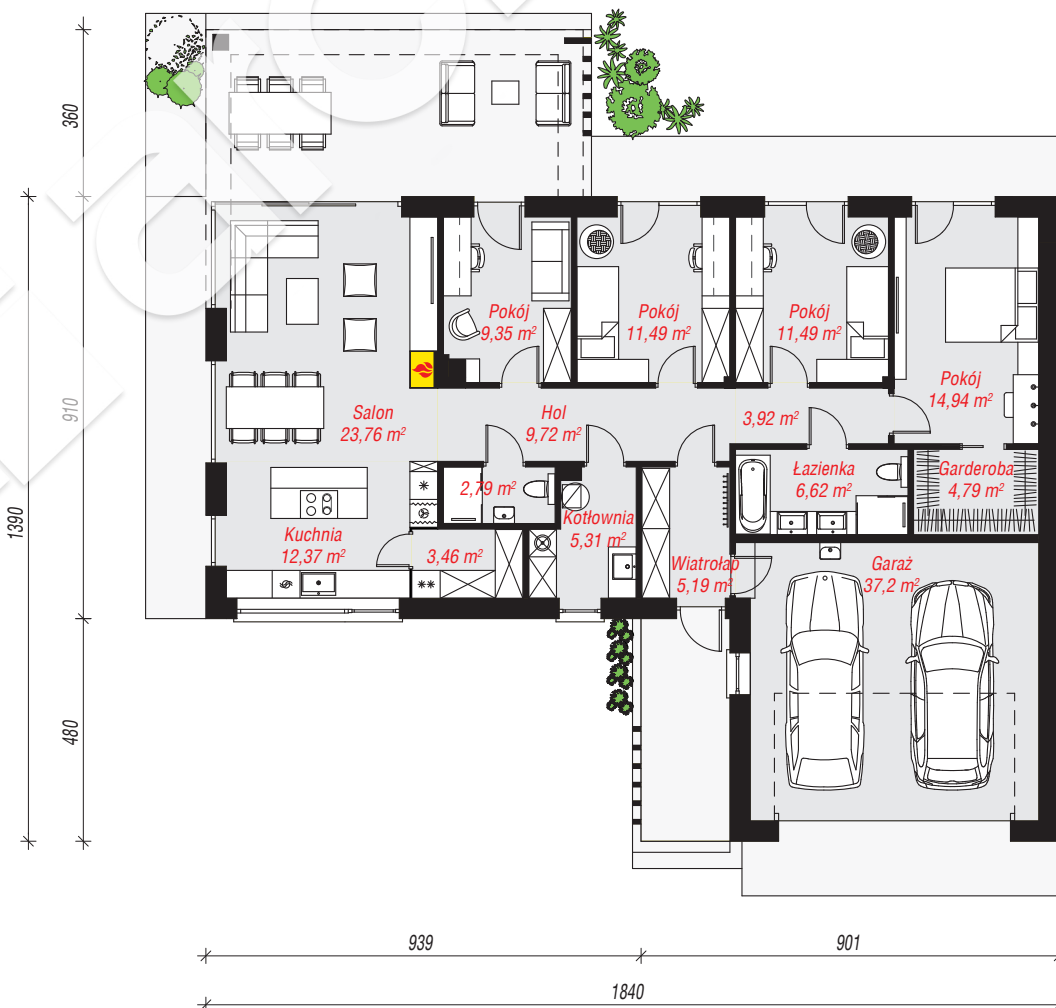 360
1390
910
480
Pokój
9,35 m²
Pokój
11,49 m²
Pokój
11,49 m²
Pokój
14,94 m²
Salon
23,76 m²
Hol
9,72 m²
3,92 m²
Łazienka
6,62 m²
Garderoba
4,79 m²
2,79 m²
Kotłownia
5,31 m²
Kuchnia
12,37 m²
3,46 m²
Wiatrołap
5,19 m²
Garaż
37,2 m²
939
901
1840